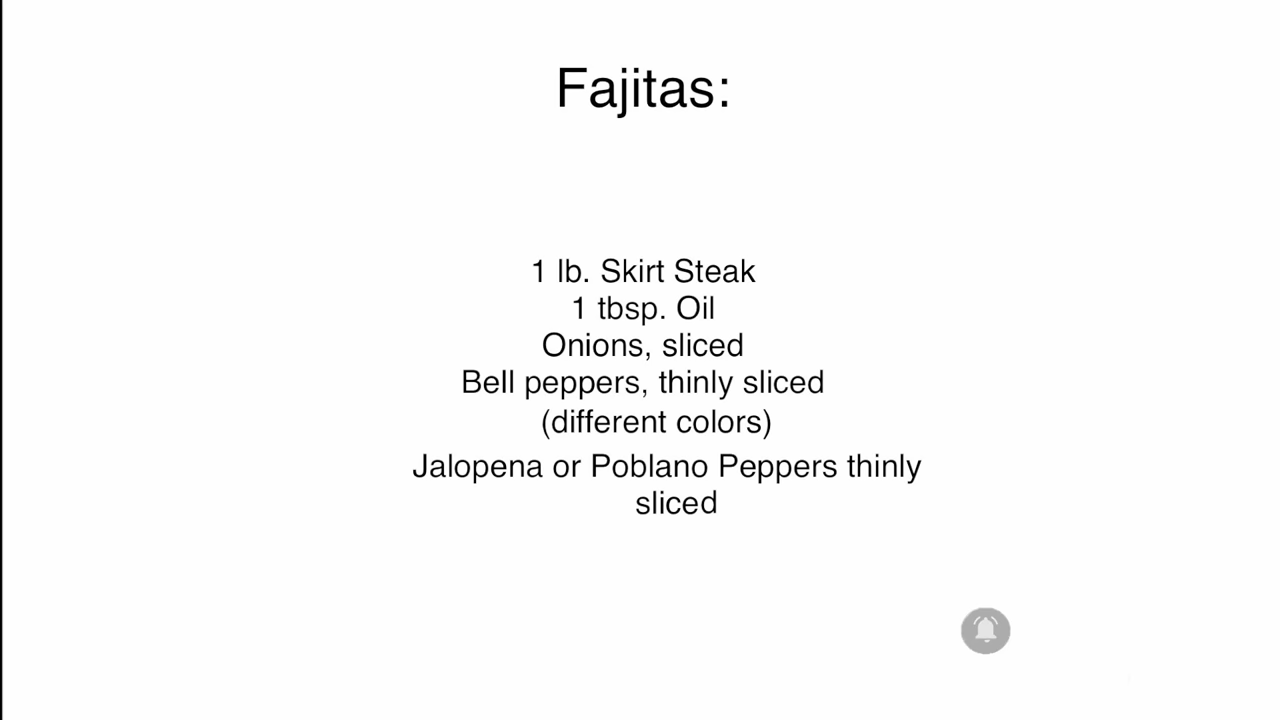 Fajitas:
1 lb. Skirt Steak
1 tbsp. Oil
Onions, sliced
Bell peppers, thinly sliced
(different colors)
Jalopena or Poblano Peppers thinly
sliced